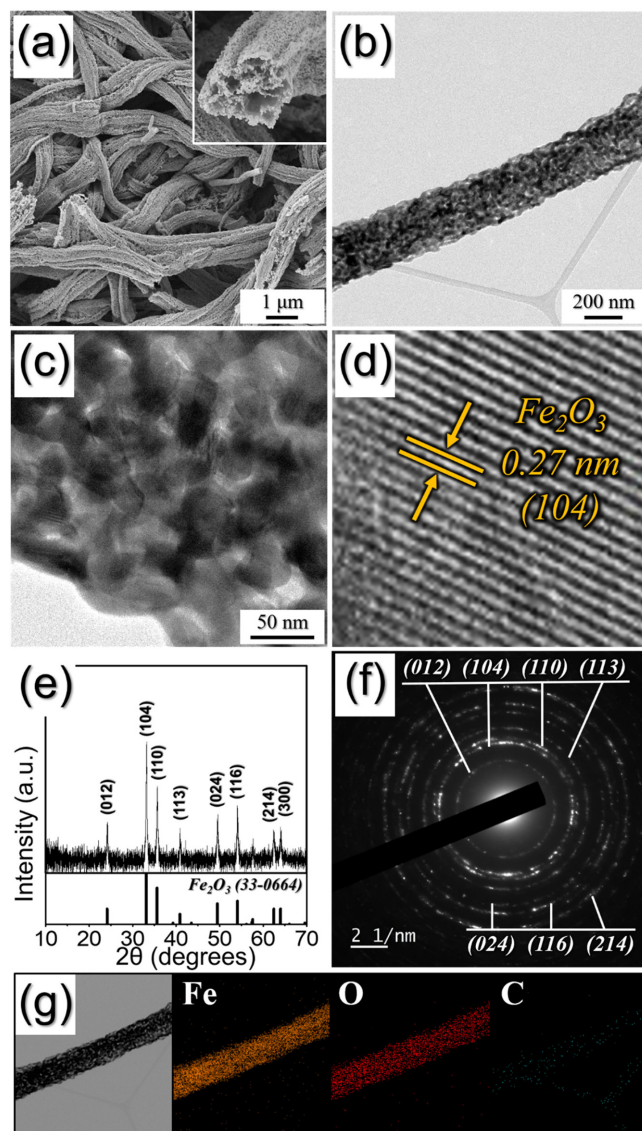 (a)
1 μm
(b)
200 nm
(c)
50 nm
(d)
Fe₂O₃
0.27 nm
(104)
(e)
Intensity (a.u.)
(012)
(104)
(110)
(113)
(024)
(116)
(214)
(300)
Fe₂O₃ (33-0664)
10 20 30 40 50 60 70
2θ (degrees)
(f)
(012) (104) (110) (113)
2 1/nm
(024) (116) (214)
(g)
Fe
O
C